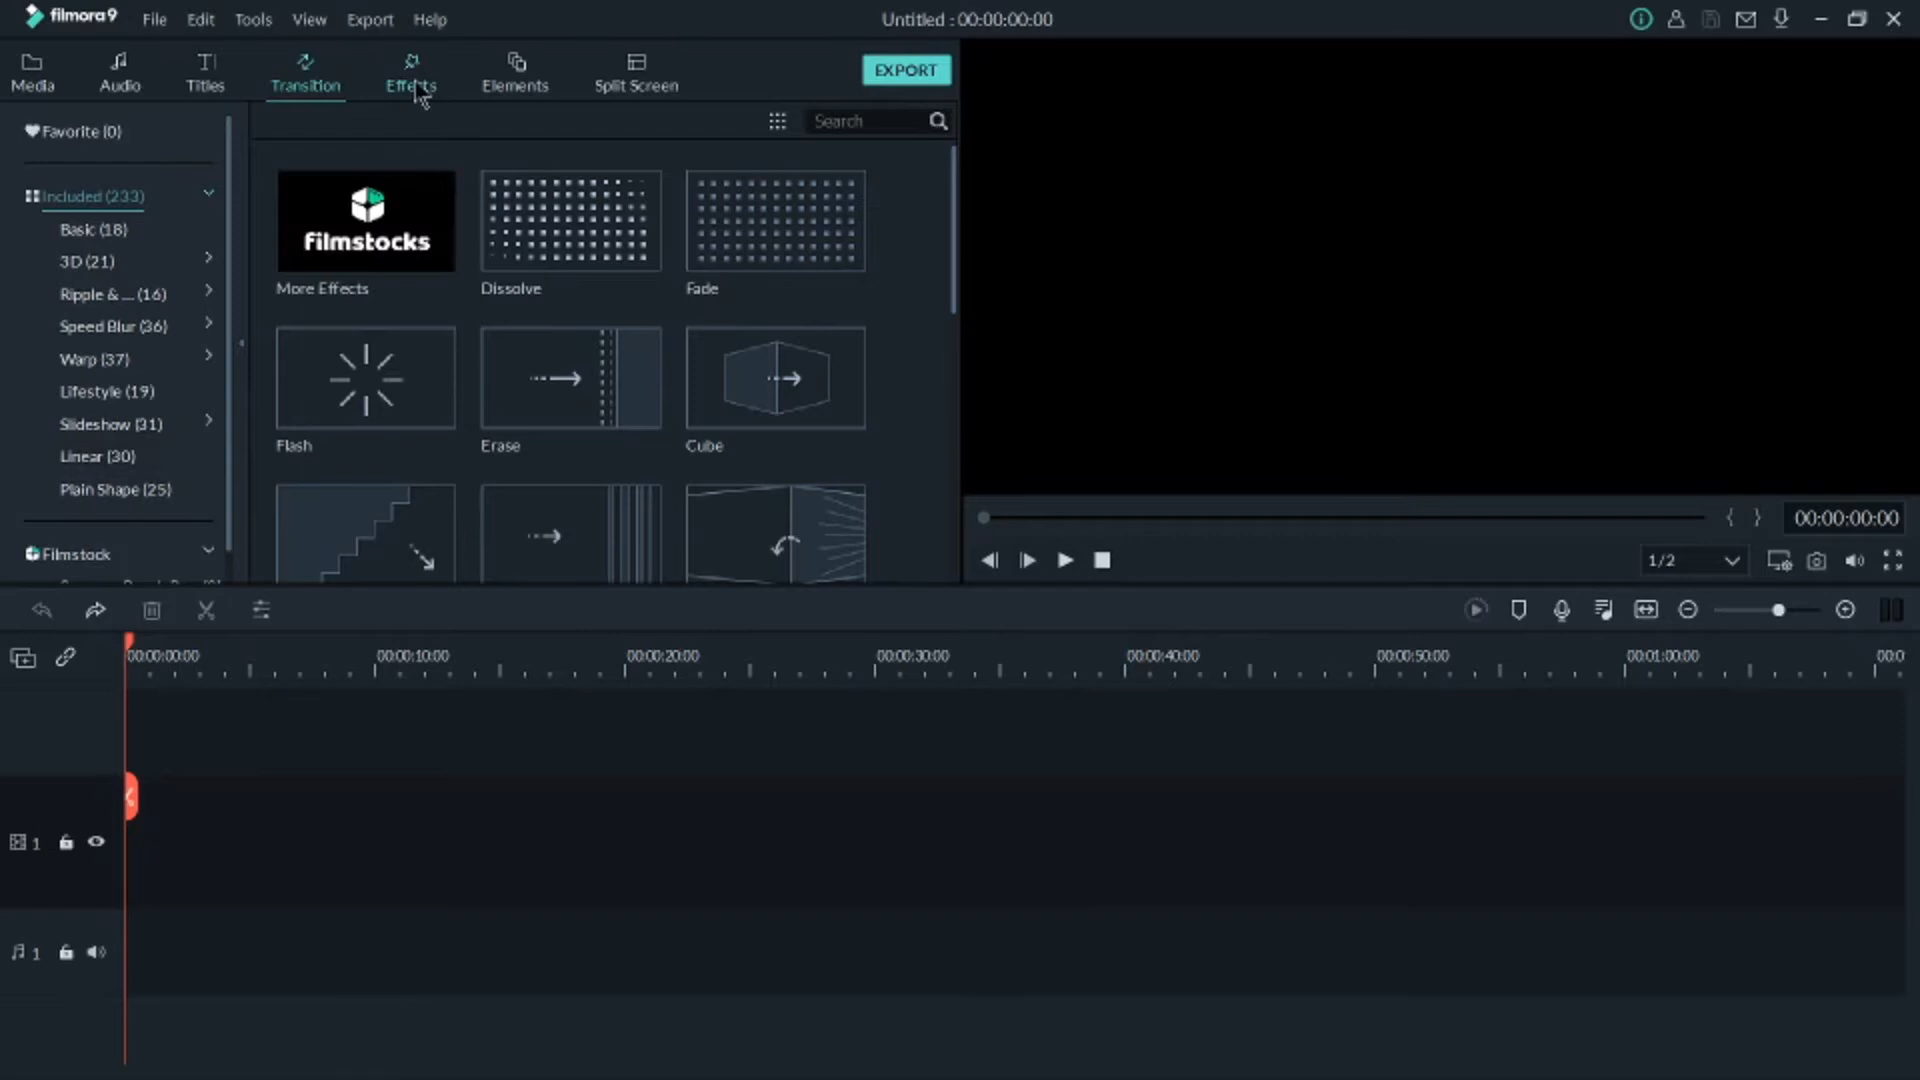 filmora9 File Edit Tools View Export Help Untitled : 00:00:00:00
Media Audio Titles Transition Effects Elements Split Screen EXPORT
Favorite (0)
Search
Included (233)
Basic (18)
3D (21)
Ripple & ... (16)
Speed Blur (36)
Warp (37)
Lifestyle (19)
Slideshow (31)
Linear (30)
Plain Shape (25)
Filmstock
filmstocks
More Effects Dissolve Fade
Flash Erase Cube
00:00:00:00
1/2
00:00:00:00 00:00:10:00 00:00:20:00 00:00:30:00 00:00:40:00 00:00:50:00 00:01:00:00 00:0
1
1